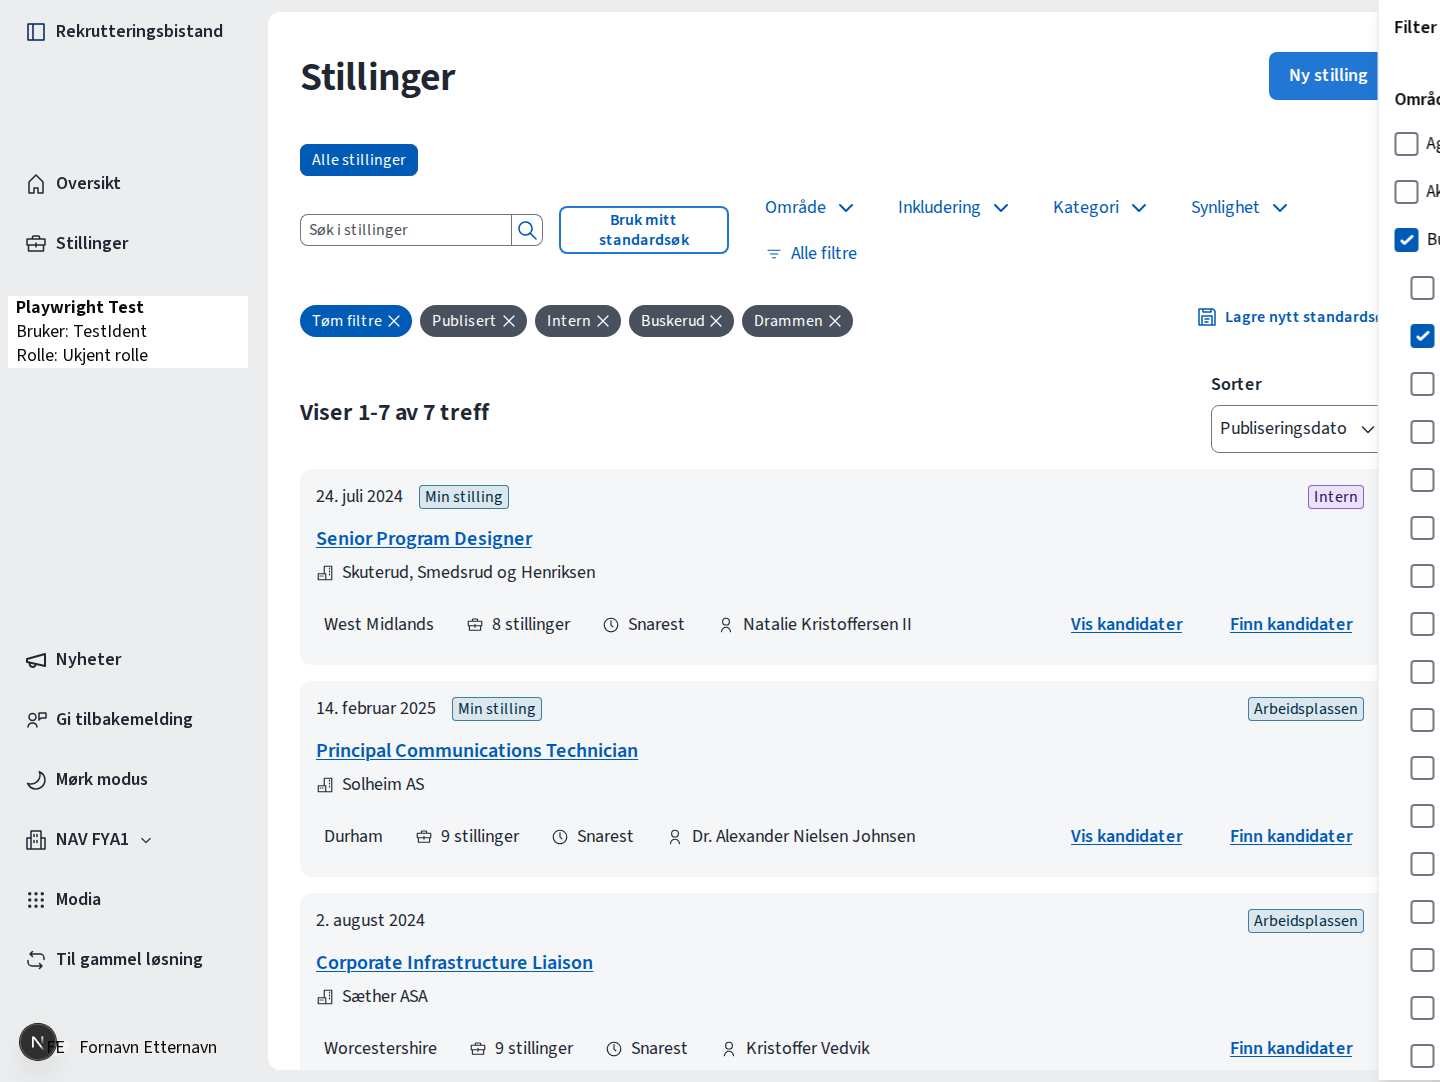 Rekrutteringsbistand
Oversikt
Stillinger
Playwright Test
Bruker: TestIdent
Rolle: Ukjent rolle
Nyheter
Gi tilbakemelding
Mørk modus
NAV FYA1
Modia
Til gammel løsning
N
FE
Fornavn Etternavn
Stillinger
Ny stilling
Alle stillinger
Søk i stillinger
Bruk mitt
standardsøk
Område
Inkludering
Kategori
Synlighet
Alle filtre
Tøm filtre
Publisert
Intern
Buskerud
Drammen
Lagre nytt standards
Viser 1-7 av 7 treff
Sorter
Publiseringsdato
24. juli 2024
Min stilling
Intern
Senior Program Designer
Skuterud, Smedsrud og Henriksen
West Midlands
8 stillinger
Snarest
Natalie Kristoffersen II
Vis kandidater
Finn kandidater
14. februar 2025
Min stilling
Arbeidsplassen
Principal Communications Technician
Solheim AS
Durham
9 stillinger
Snarest
Dr. Alexander Nielsen Johnsen
Vis kandidater
Finn kandidater
2. august 2024
Arbeidsplassen
Corporate Infrastructure Liaison
Sæther ASA
Worcestershire
9 stillinger
Snarest
Kristoffer Vedvik
Finn kandidater
Filter
Områ